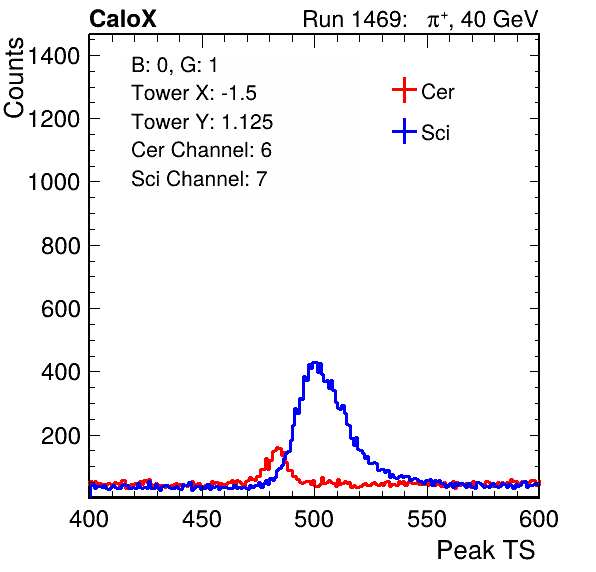 CaloX Run 1469: π⁺, 40 GeV
Counts
1400
1200
1000
800
600
400
200
B: 0, G: 1
Tower X: -1.5
Tower Y: 1.125
Cer Channel: 6
Sci Channel: 7
Cer
Sci
400 450 500 550 600
Peak TS